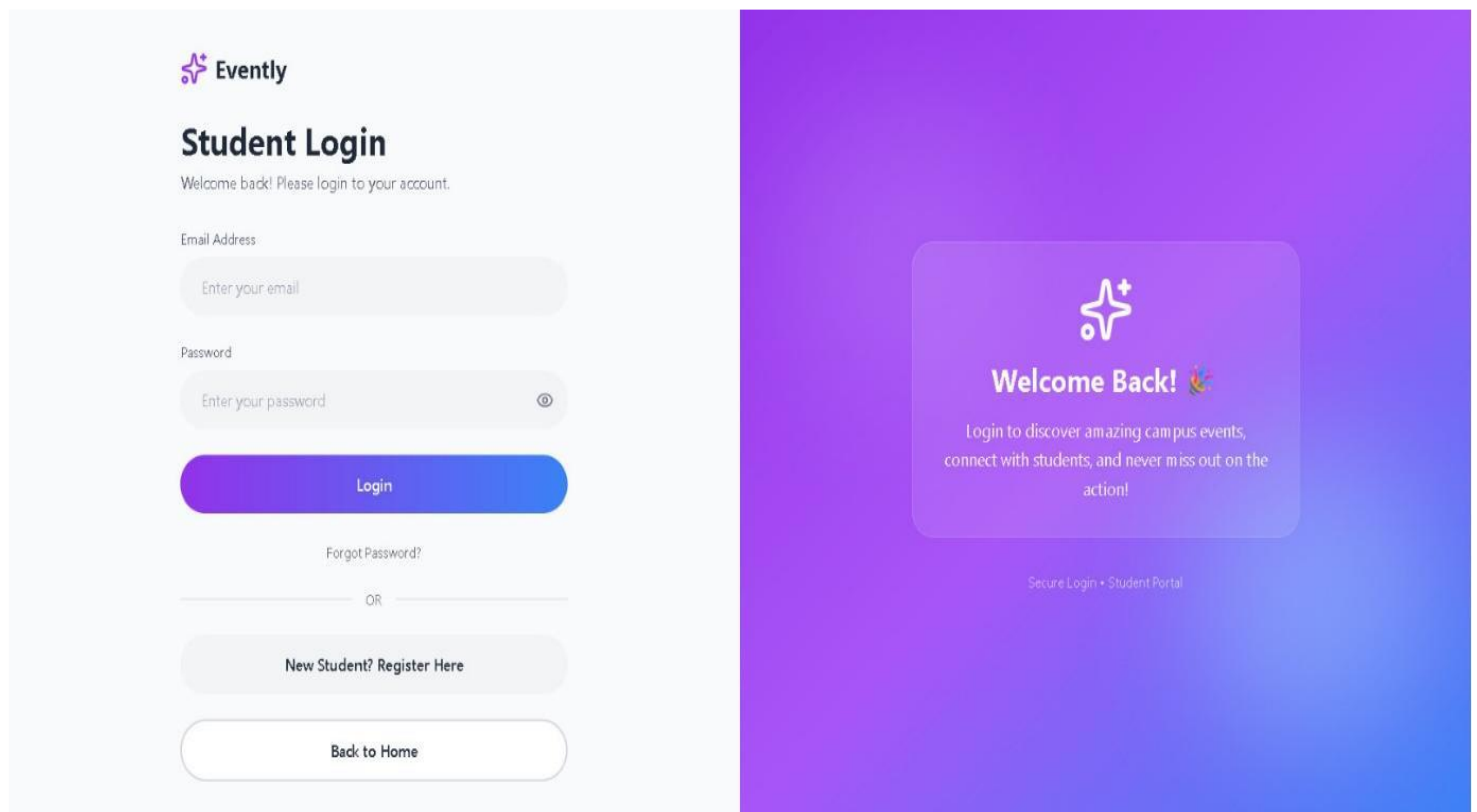 Evently
Student Login
Welcome back! Please login to your account.
Email Address
Enter your email
Password
Enter your password
Login
Forgot Password?
OR
New Student? Register Here
Back to Home
Welcome Back! 🎉
Login to discover amazing campus events,
connect with students, and never miss out on the
action!
Secure Login • Student Portal